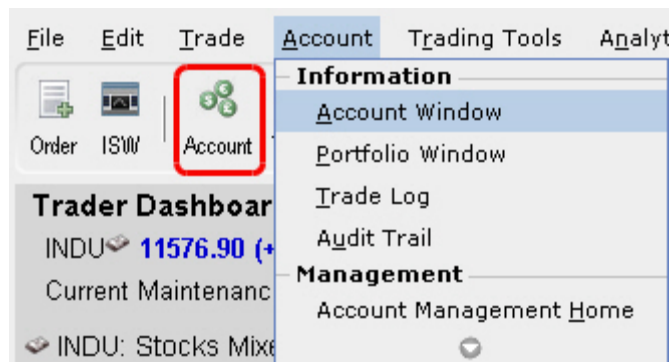 File Edit Trade Account Trading Tools Analyt
Information
Order ISW Account
Account Window
Portfolio Window
Trade Log
Audit Trail
Management
Account Management Home
Trader Dashboar
INDU 11576.90 (+
Current Maintenanc
INDU: Stocks Mixe